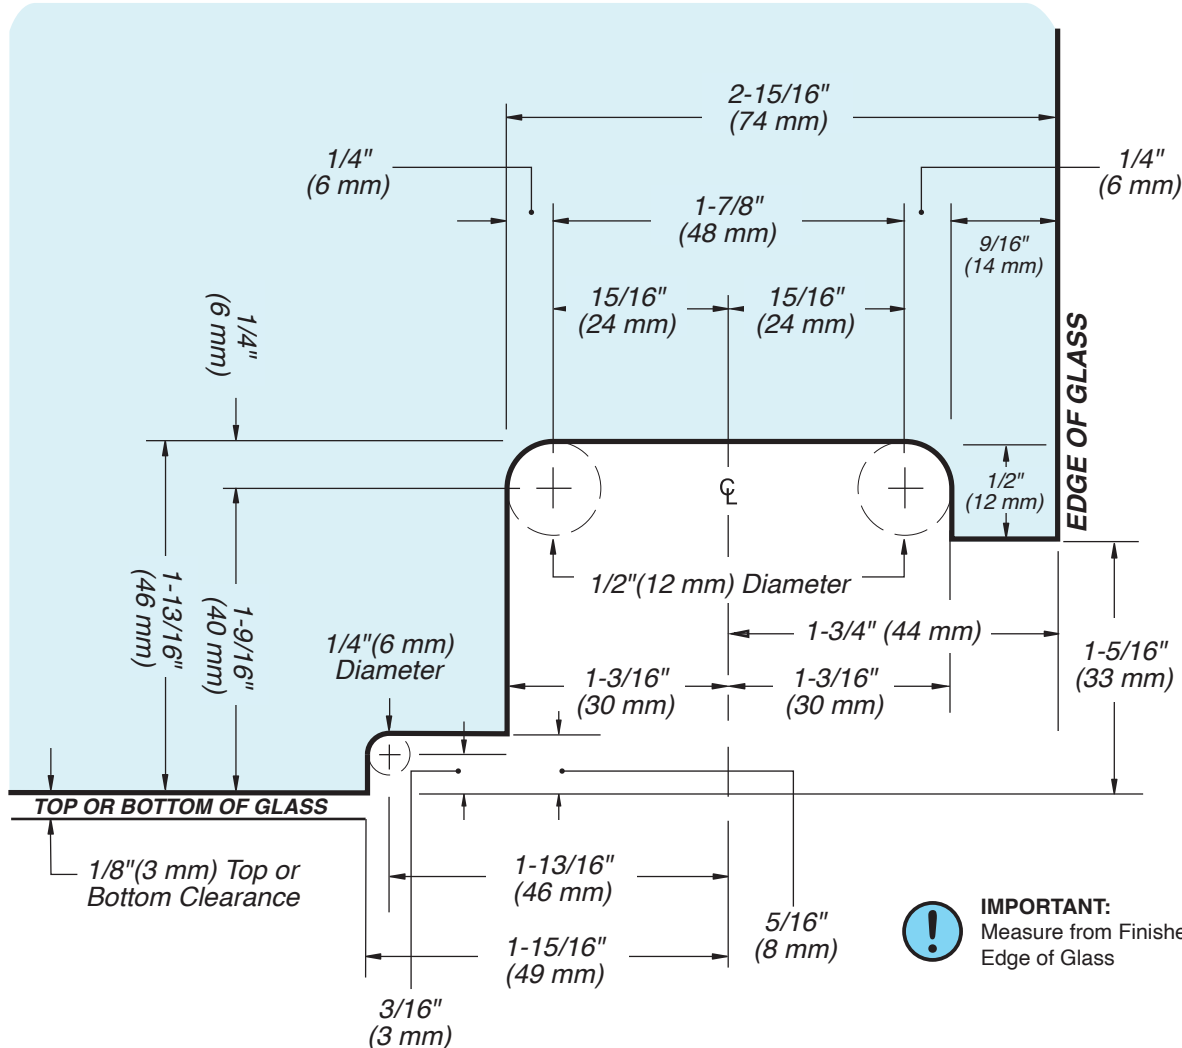 2-15/16"
(74 mm)
1/4"
(6 mm)
1/4"
(6 mm)
1-7/8"
(48 mm)
9/16"
(14 mm)
15/16"
(24 mm)
15/16"
(24 mm)
1/4"
(6 mm)
EDGE OF GLASS
1/2"
(12 mm)
℄
1-13/16"
(46 mm)
1-9/16"
(40 mm)
1/2"(12 mm) Diameter
1/4"(6 mm)
Diameter
1-3/4" (44 mm)
1-5/16"
(33 mm)
1-3/16"
(30 mm)
1-3/16"
(30 mm)
TOP OR BOTTOM OF GLASS
1/8"(3 mm) Top or
Bottom Clearance
1-13/16"
(46 mm)
5/16"
(8 mm)
1-15/16"
(49 mm)
3/16"
(3 mm)
!
IMPORTANT:
Measure from Finishe
Edge of Glass